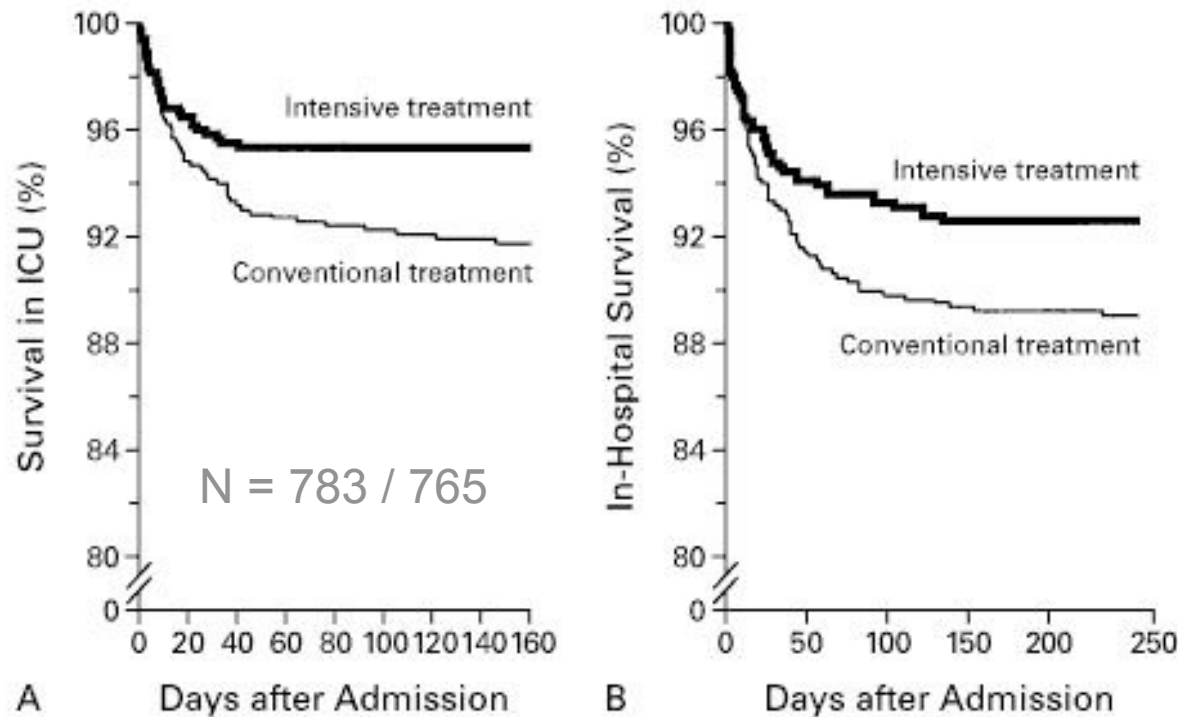 100
96
92
88
84
80
0
Survival in ICU (%)
Intensive treatment
Conventional treatment
N = 783 / 765
0 20 40 60 80 100 120 140 160
A Days after Admission
100
96
92
88
84
80
0
In-Hospital Survival (%)
Intensive treatment
Conventional treatment
0 50 100 150 200 250
B Days after Admission